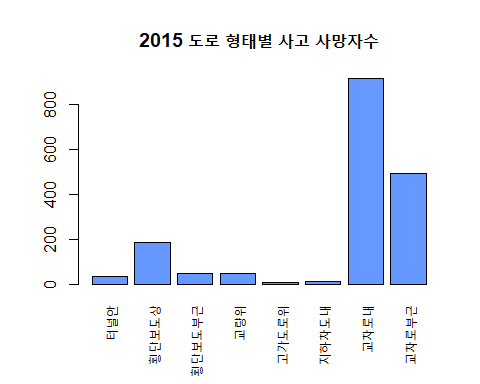 2015 도로 형태별 사고 사망자수
800
600
400
200
0
터널안
횡단보도상
횡단보도부근
교량위
고가도로위
지하차도내
교차로내
교차로부근